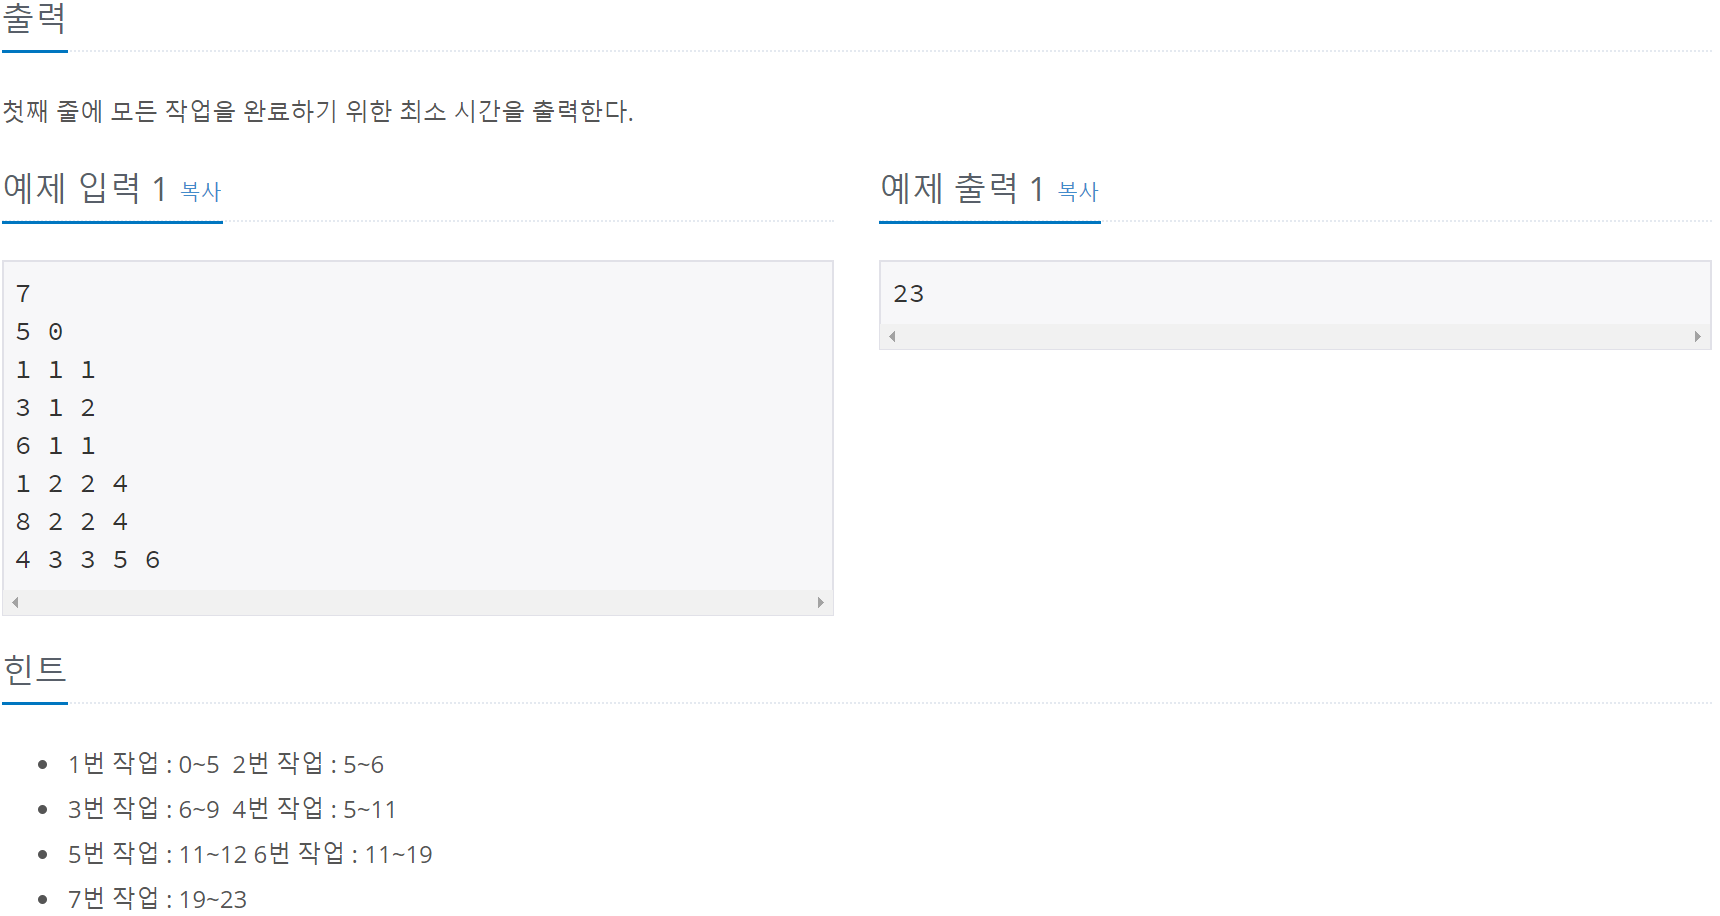 출력
첫째 줄에 모든 작업을 완료하기 위한 최소 시간을 출력한다.
예제 입력 1 복사
7
5 0
1 1 1
3 1 2
6 1 1
1 2 2 4
8 2 2 4
4 3 3 5 6
예제 출력 1 복사
23
힌트
1번 작업 : 0~5 2번 작업 : 5~6
3번 작업 : 6~9 4번 작업 : 5~11
5번 작업 : 11~12 6번 작업 : 11~19
7번 작업 : 19~23